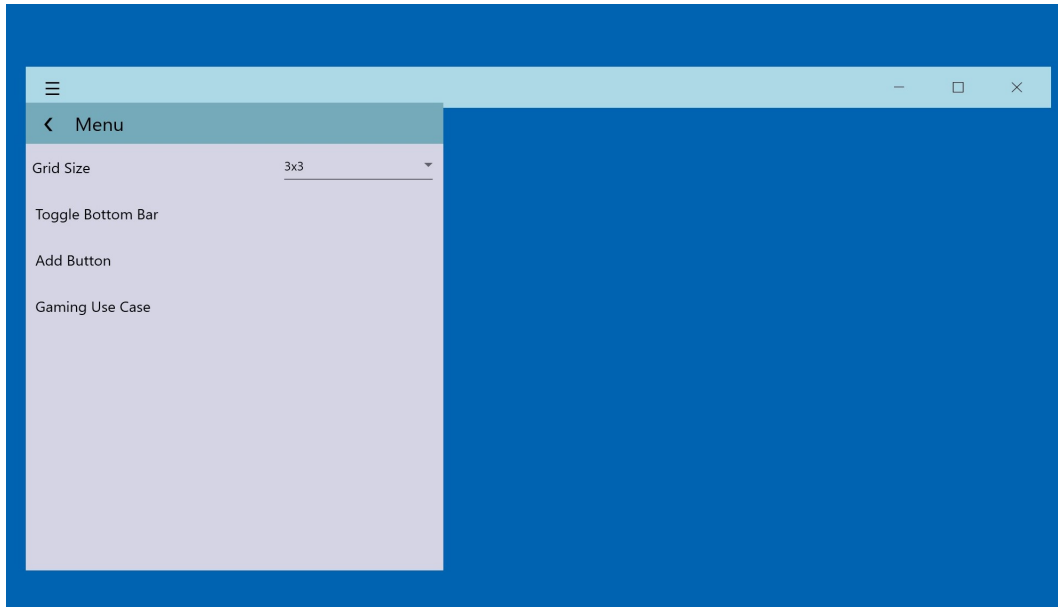 Menu
Grid Size 3x3
Toggle Bottom Bar
Add Button
Gaming Use Case